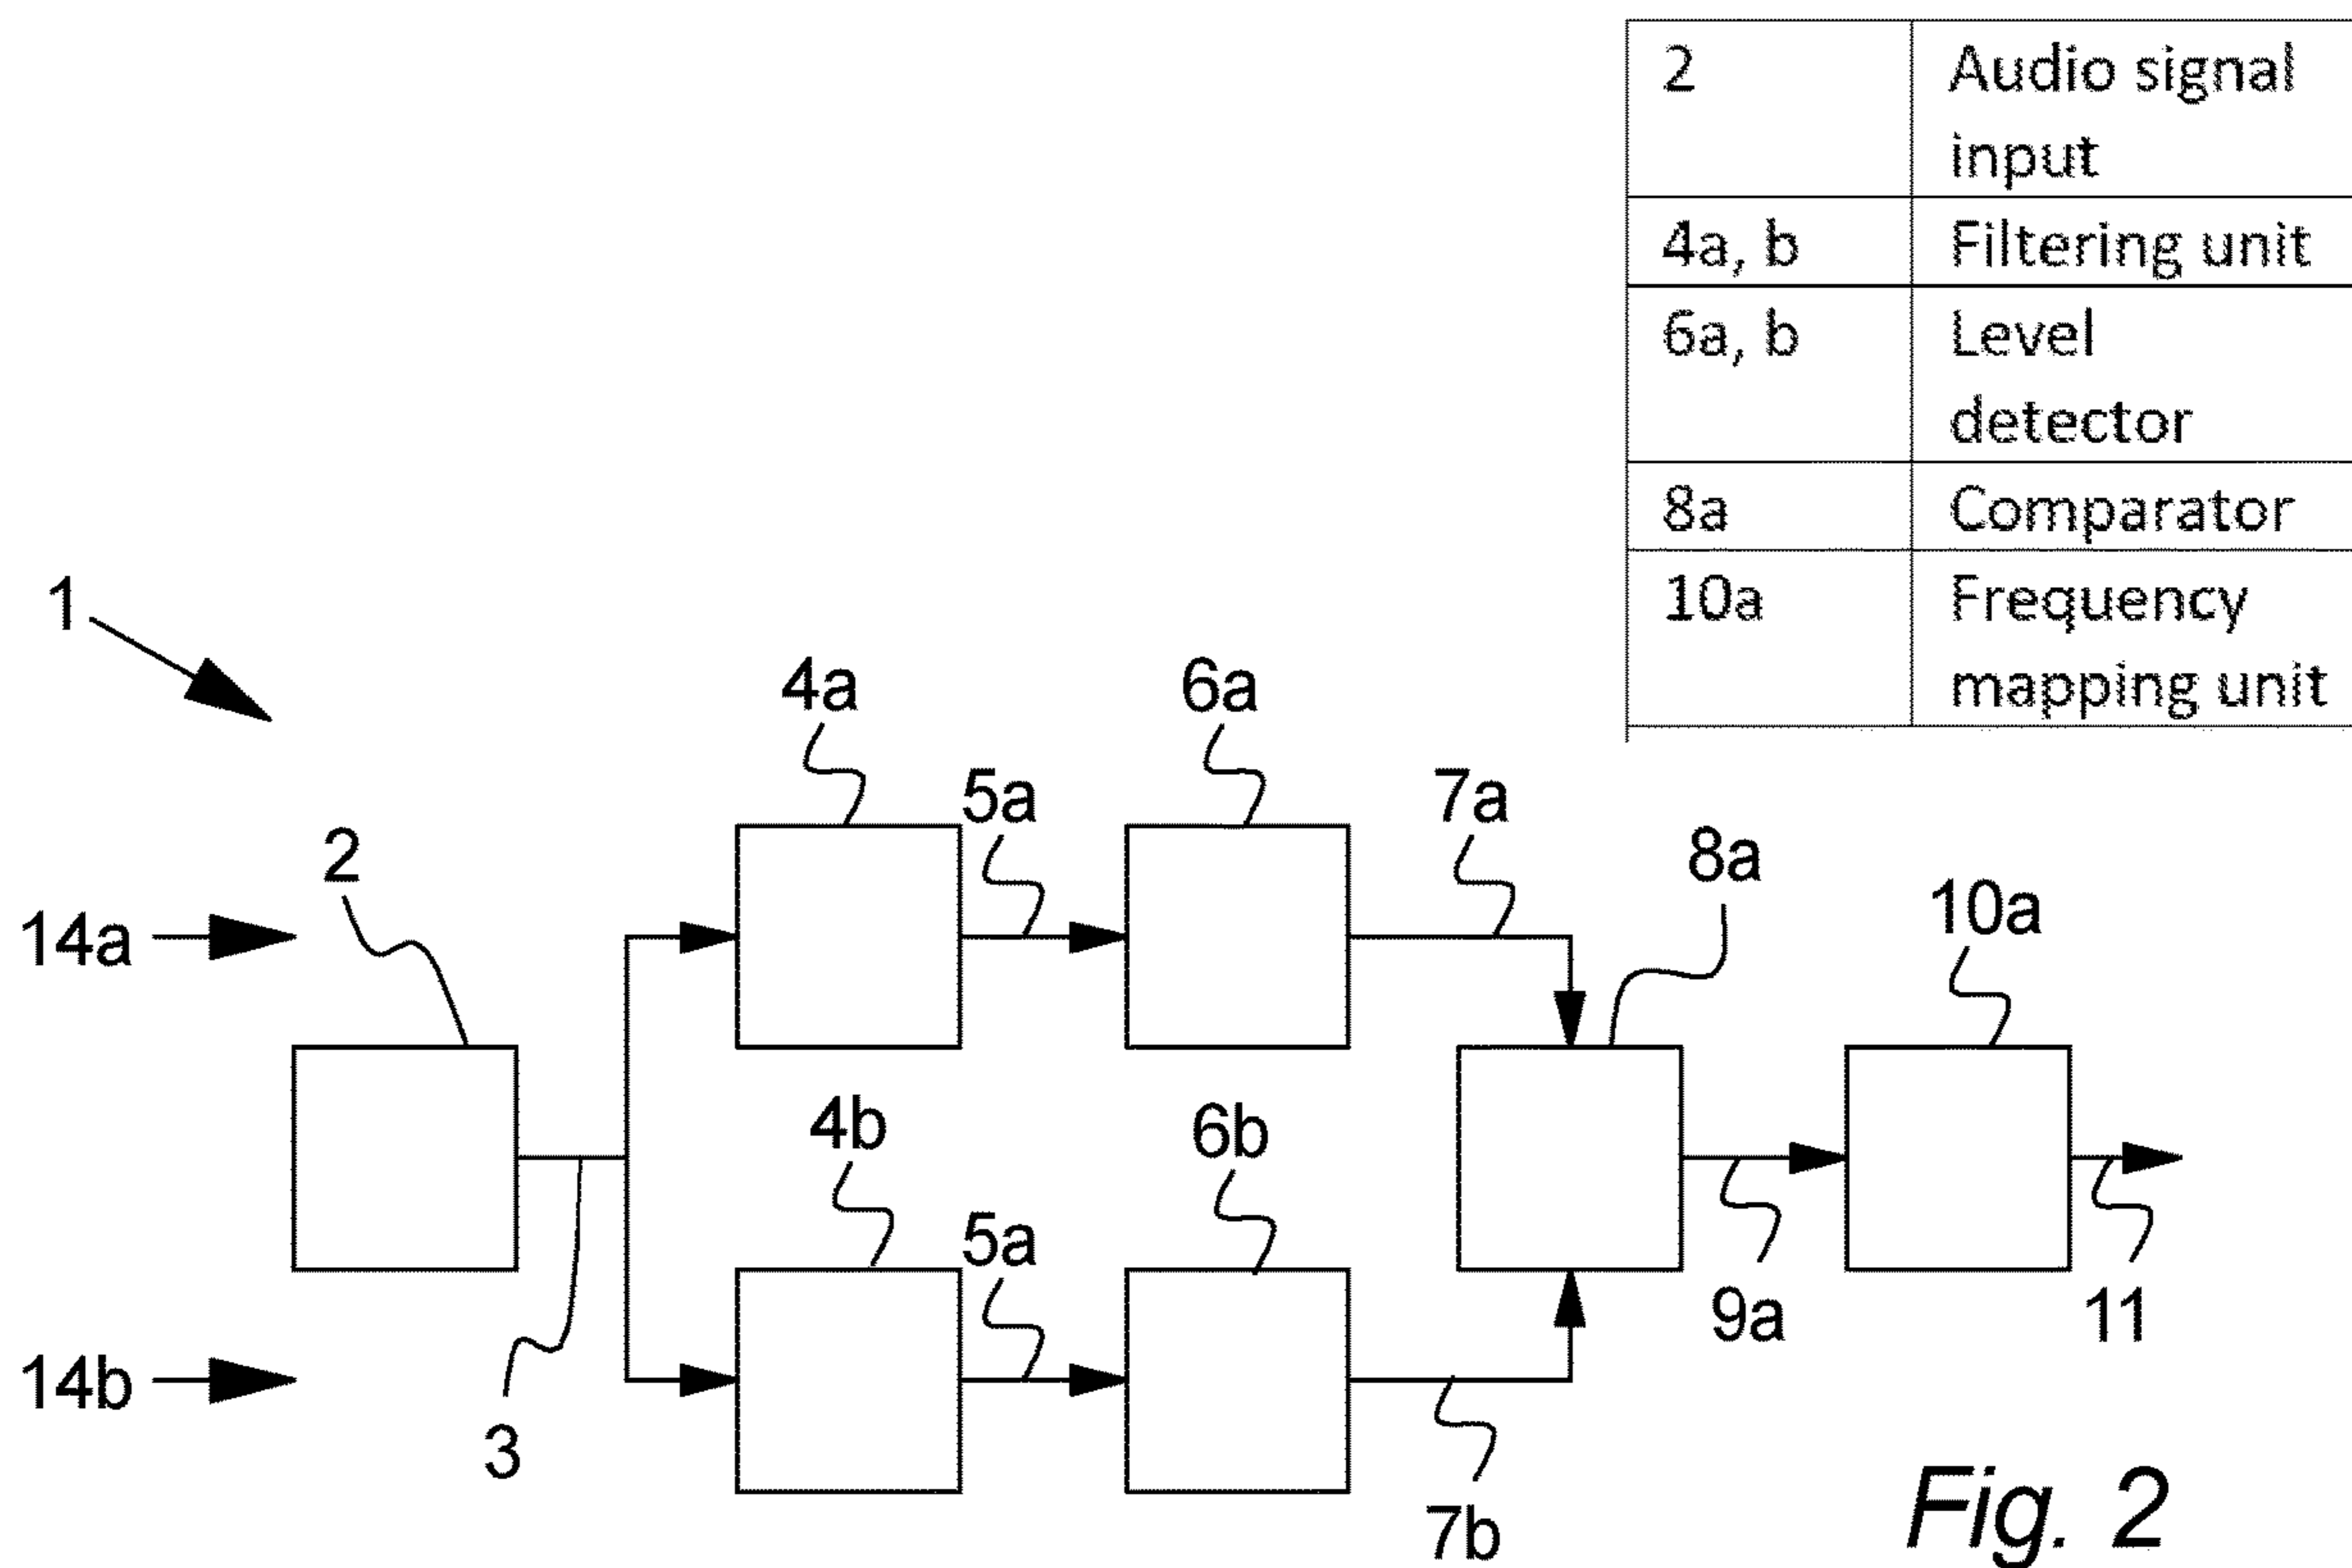 2 Audio signal
input
4a, b Filtering unit
6a, b Level
detector
8a Comparator
10a Frequency
mapping unit
1
4a 6a
5a 7a
2 8a
14a 10a
4b 6b
5a
9a 11
14b
3
7b
Fig. 2